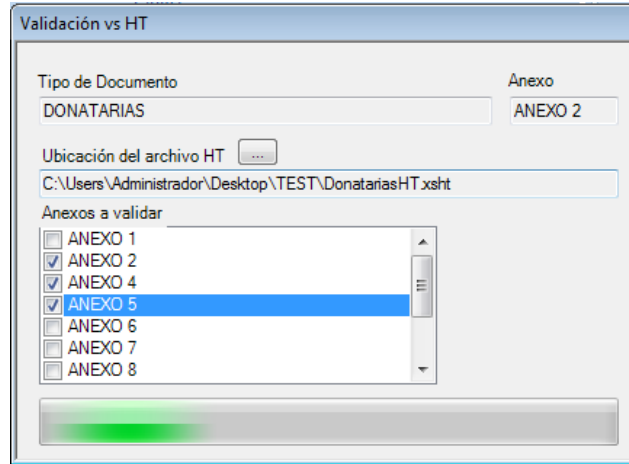 Validación vs HT
Tipo de Documento Anexo
DONATARIAS ANEXO 2
Ubicación del archivo HT ...
C:\Users\Administrador\Desktop\TEST\DonatariasHT.xsht
Anexos a validar
ANEXO 1
ANEXO 2
ANEXO 4
ANEXO 5
ANEXO 6
ANEXO 7
ANEXO 8